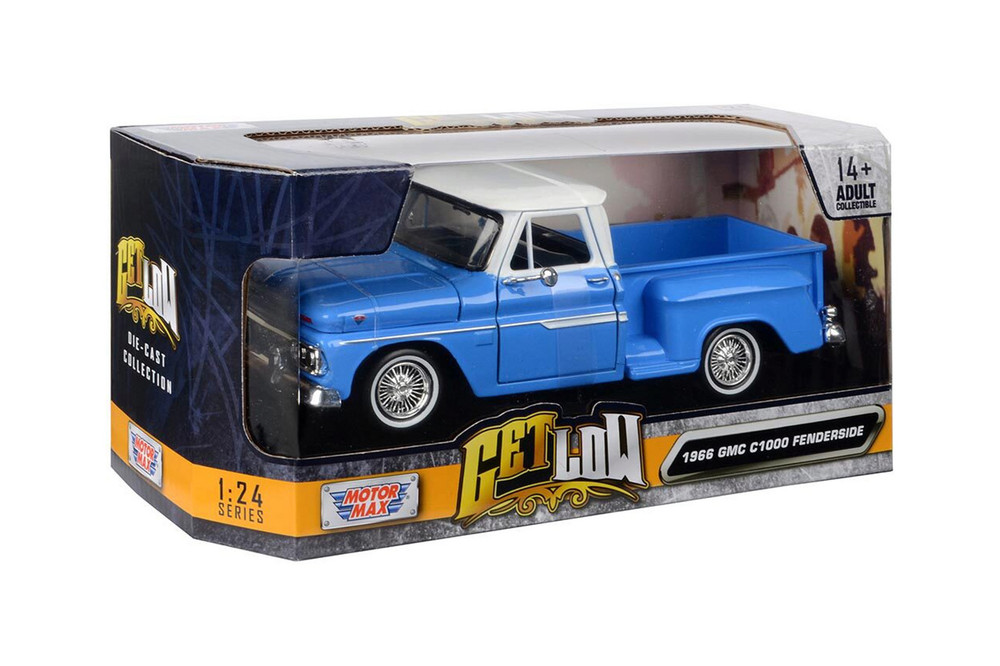 14+
ADULT
COLLECTIBLE
GET LOW
DIE-CAST
COLLECTION
MOTOR
MAX
1:24
SERIES
MOTOR
MAX
GET LOW
1966 GMC C1000 FENDERSIDE